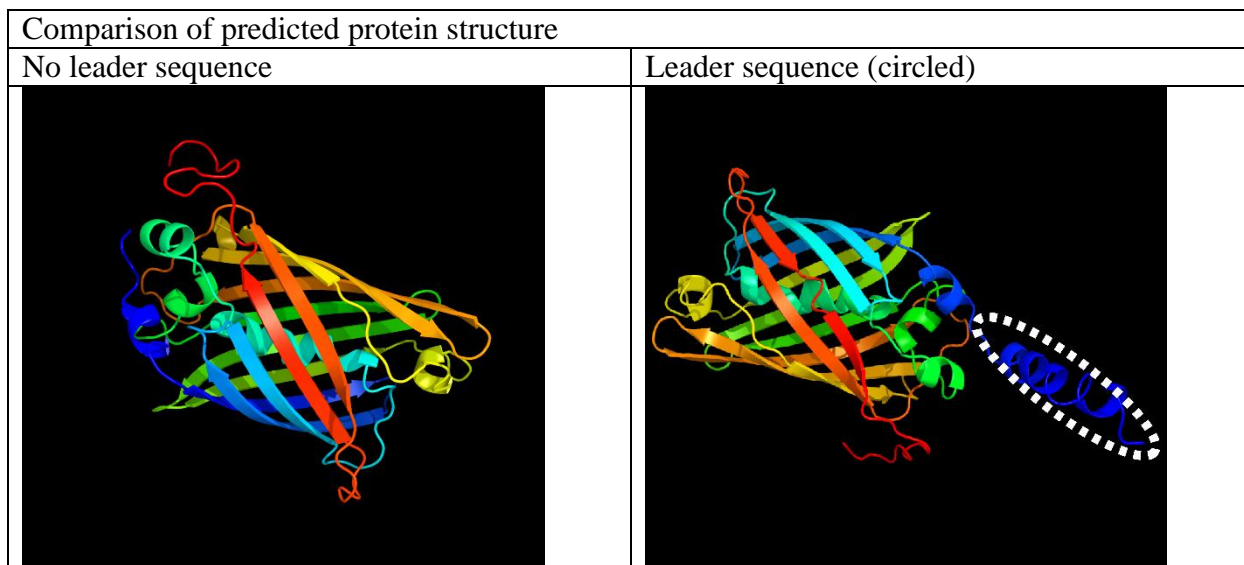 Comparison of predicted protein structure
No leader sequence
Leader sequence (circled)